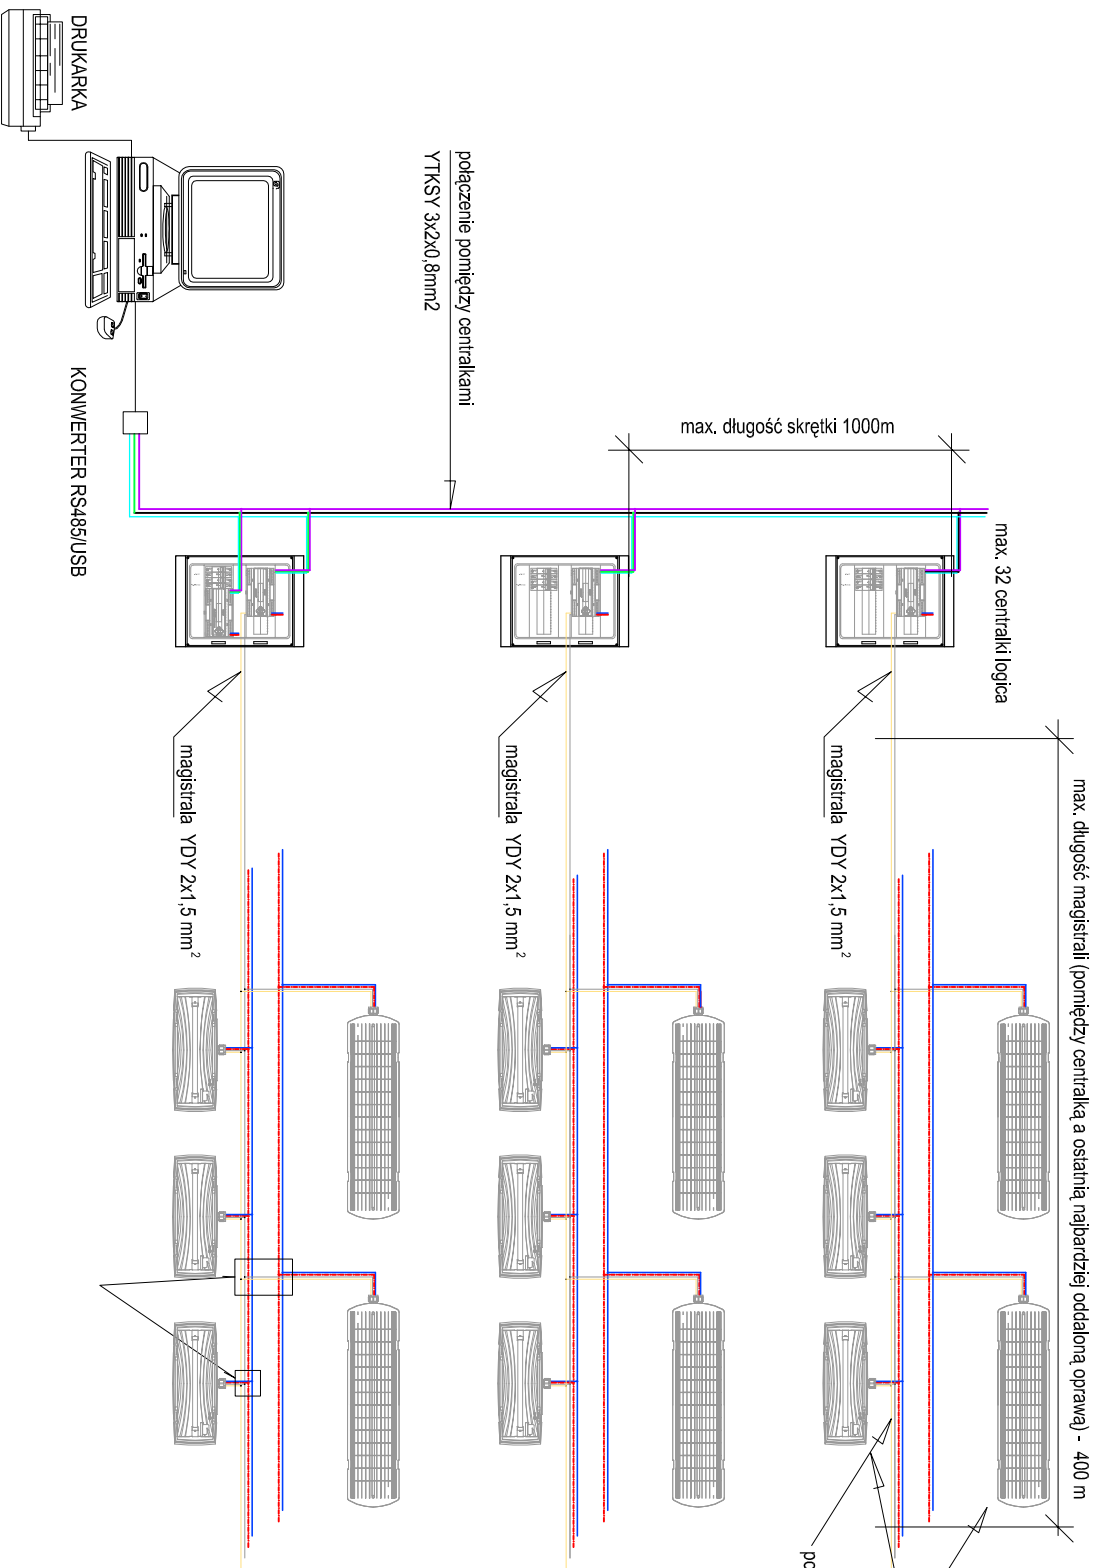 DRUKARKA
KONWERTER RS485/USB
połączenie pomiędzy centralkami
YTKSY 3x2x0,8mm2
max. długość skrętki 1000m
max. 32 centralki logica
max. długość magistrali (pomiędzy centralką a ostatnią najbardziej oddaloną oprawą) - 400 m
magistrala YDY 2x1,5 mm²
magistrala YDY 2x1,5 mm²
magistrala YDY 2x1,5 mm²